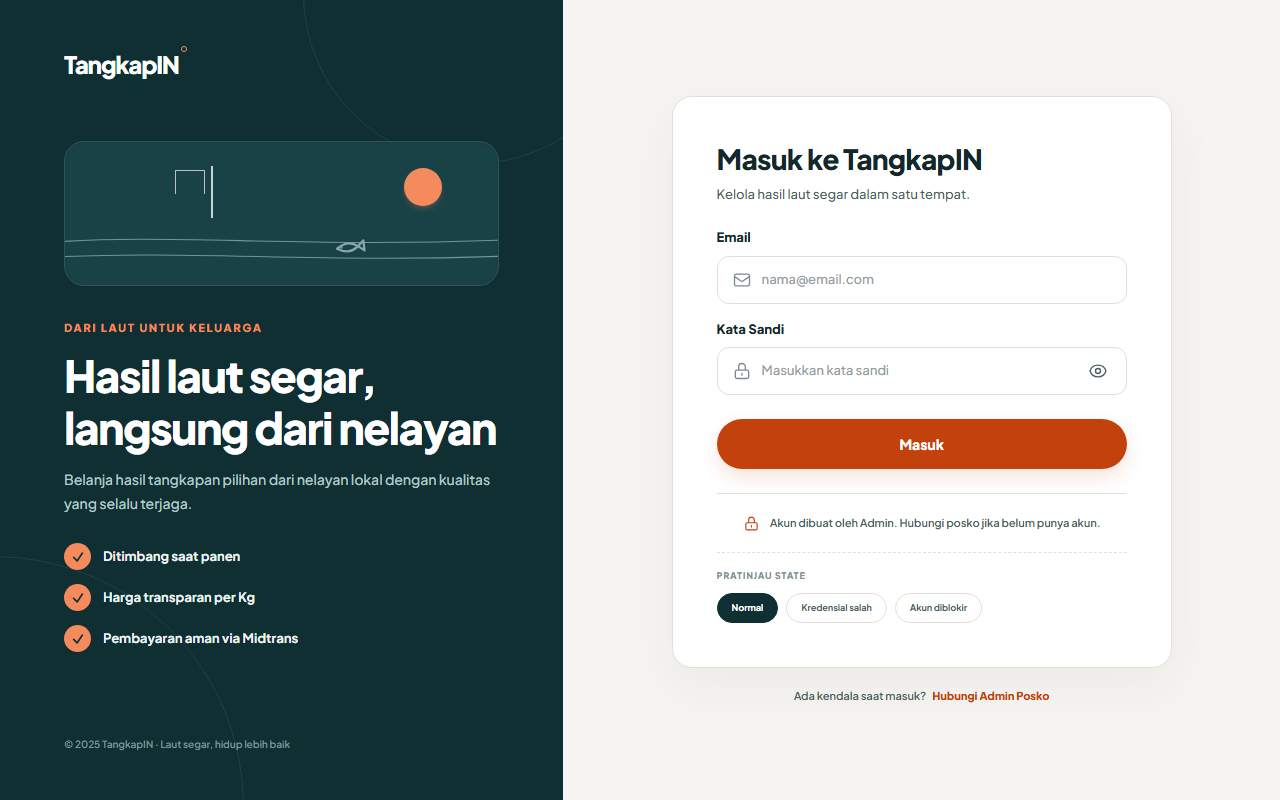 TangkapIN
DARI LAUT UNTUK KELUARGA
Hasil laut segar,
langsung dari nelayan
Belanja hasil tangkapan pilihan dari nelayan lokal dengan kualitas
yang selalu terjaga.
Ditimbang saat panen
Harga transparan per Kg
Pembayaran aman via Midtrans
© 2025 TangkapIN · Laut segar, hidup lebih baik
Masuk ke TangkapIN
Kelola hasil laut segar dalam satu tempat.
Email
nama@email.com
Kata Sandi
Masukkan kata sandi
Masuk
Akun dibuat oleh Admin. Hubungi posko jika belum punya akun.
PRATINJAU STATE
Normal Kredensial salah Akun diblokir
Ada kendala saat masuk? Hubungi Admin Posko